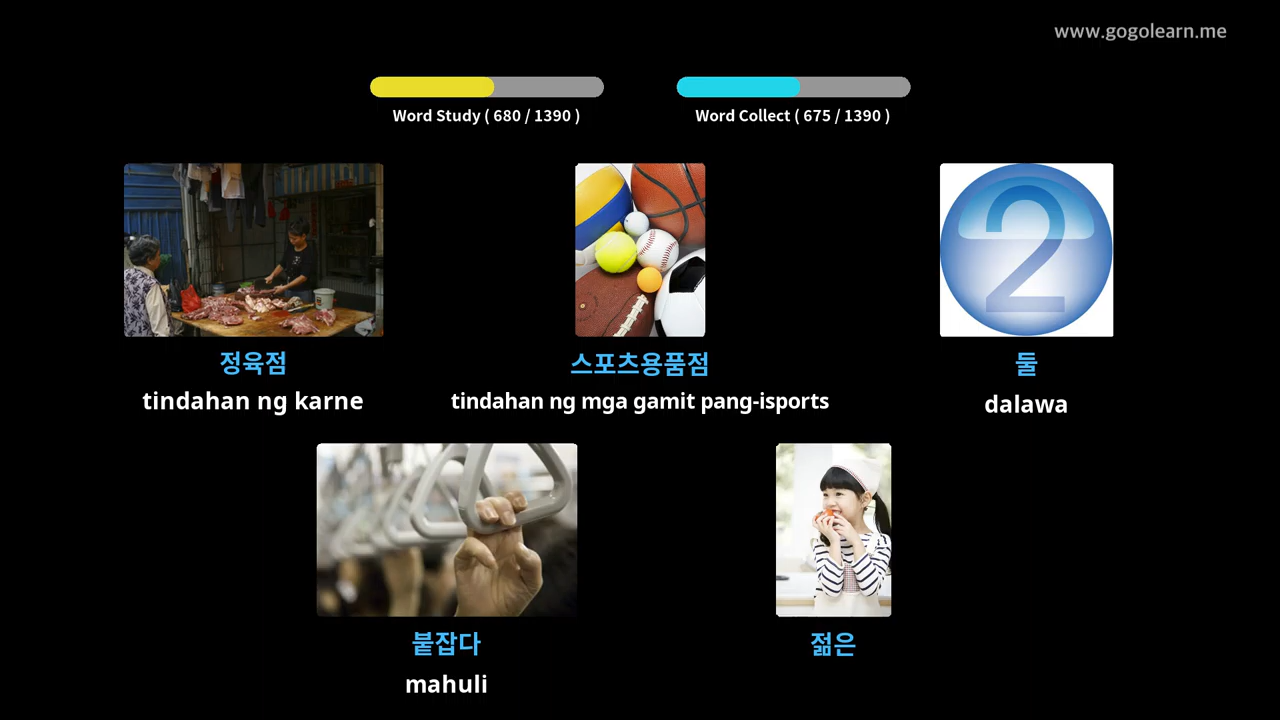 www.gogolearn.me
Word Study ( 680 / 1390 )
Word Collect ( 675 / 1390 )
2
정육점
tindahan ng karne
스포츠용품점
tindahan ng mga gamit pang-isports
둘
dalawa
붙잡다
mahuli
젊은